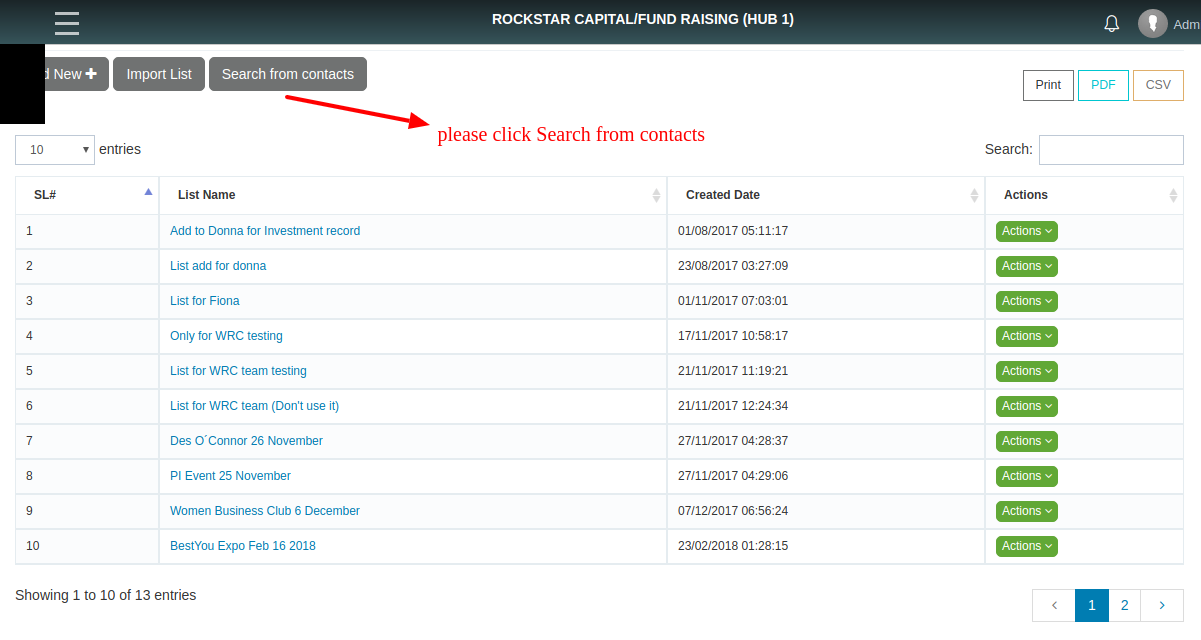 ROCKSTAR CAPITAL/FUND RAISING (HUB 1)
Adm
d New
Import List
Search from contacts
Print
PDF
CSV
please click Search from contacts
10 entries
Search:
SL# List Name Created Date Actions
1 Add to Donna for Investment record 01/08/2017 05:11:17 Actions
2 List add for donna 23/08/2017 03:27:09 Actions
3 List for Fiona 01/11/2017 07:03:01 Actions
4 Only for WRC testing 17/11/2017 10:58:17 Actions
5 List for WRC team testing 21/11/2017 11:19:21 Actions
6 List for WRC team (Don't use it) 21/11/2017 12:24:34 Actions
7 Des O´Connor 26 November 27/11/2017 04:28:37 Actions
8 PI Event 25 November 27/11/2017 04:29:06 Actions
9 Women Business Club 6 December 07/12/2017 06:56:24 Actions
10 BestYou Expo Feb 16 2018 23/02/2018 01:28:15 Actions
Showing 1 to 10 of 13 entries
‹ 1 2 ›